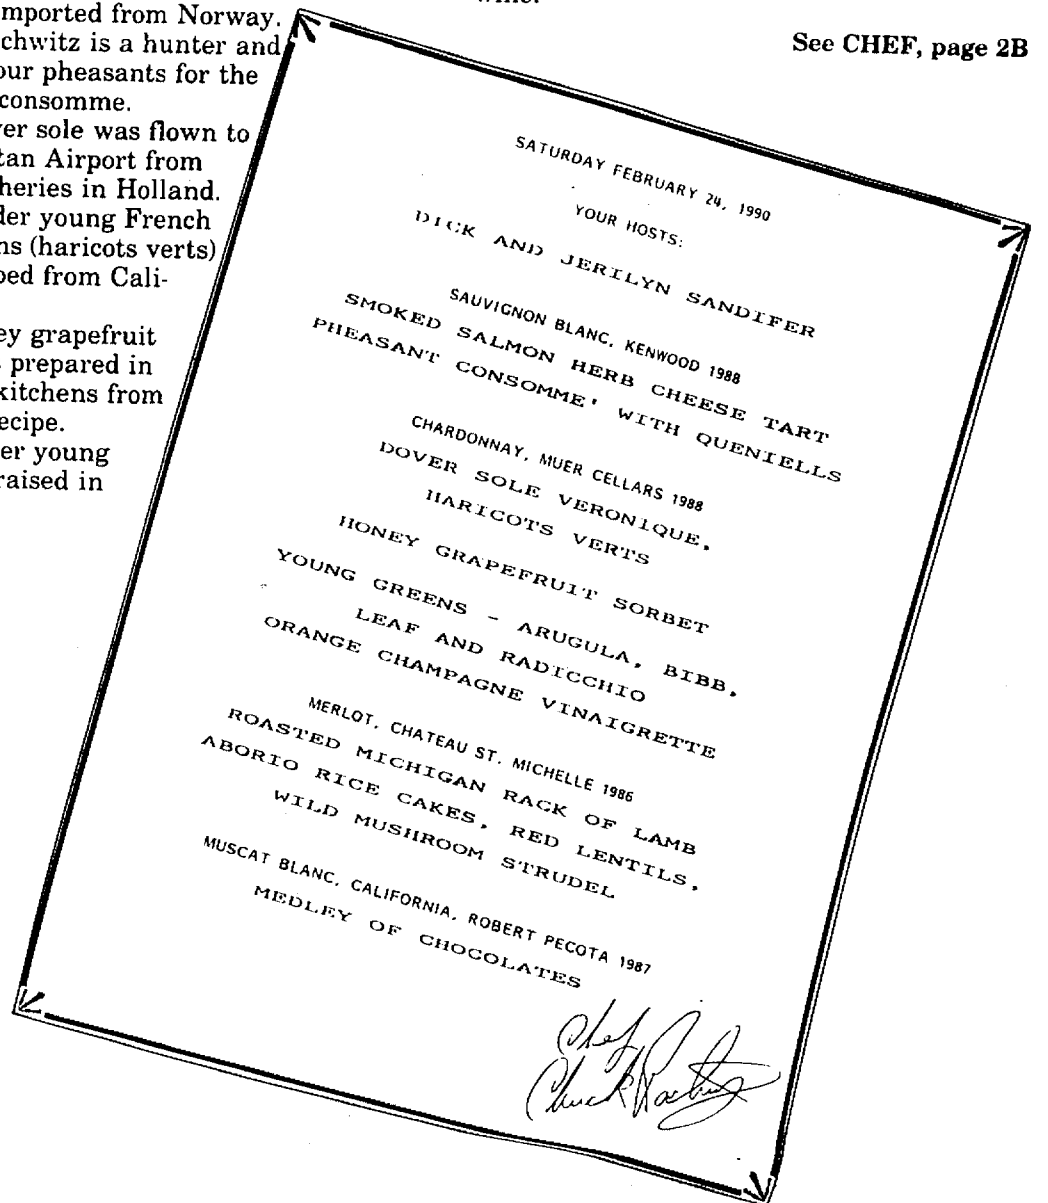 mported from Norway.
chwitz is a hunter and
our pheasants for the
consomme.
ver sole was flown to
tan Airport from
heries in Holland.
der young French
ns (haricots verts)
ped from Cali-
ey grapefruit
prepared in
kitchens from
ecipe.
er young
raised in
wine.
See CHEF, page 2B
SATURDAY FEBRUARY 24, 1990
YOUR HOSTS:
DICK AND JERILYN SANDIFER
SAUVIGNON BLANC, KENWOOD 1988
SMOKED SALMON HERB CHEESE TART
PHEASANT CONSOMME' WITH QUENIELLS
CHARDONNAY, MUER CELLARS 1988
DOVER SOLE VERONIQUE,
HARICOTS VERTS
HONEY GRAPEFRUIT SORBET
YOUNG GREENS - ARUGULA, BIBB,
LEAF AND RADICCHIO
ORANGE CHAMPAGNE VINAIGRETTE
MERLOT, CHATEAU ST. MICHELLE 1986
ROASTED MICHIGAN RACK OF LAMB
ABORIO RICE CAKES, RED LENTILS,
WILD MUSHROOM STRUDEL
MUSCAT BLANC, CALIFORNIA, ROBERT PECOTA 1987
MEDLEY OF CHOCOLATES
Chef
Chuck